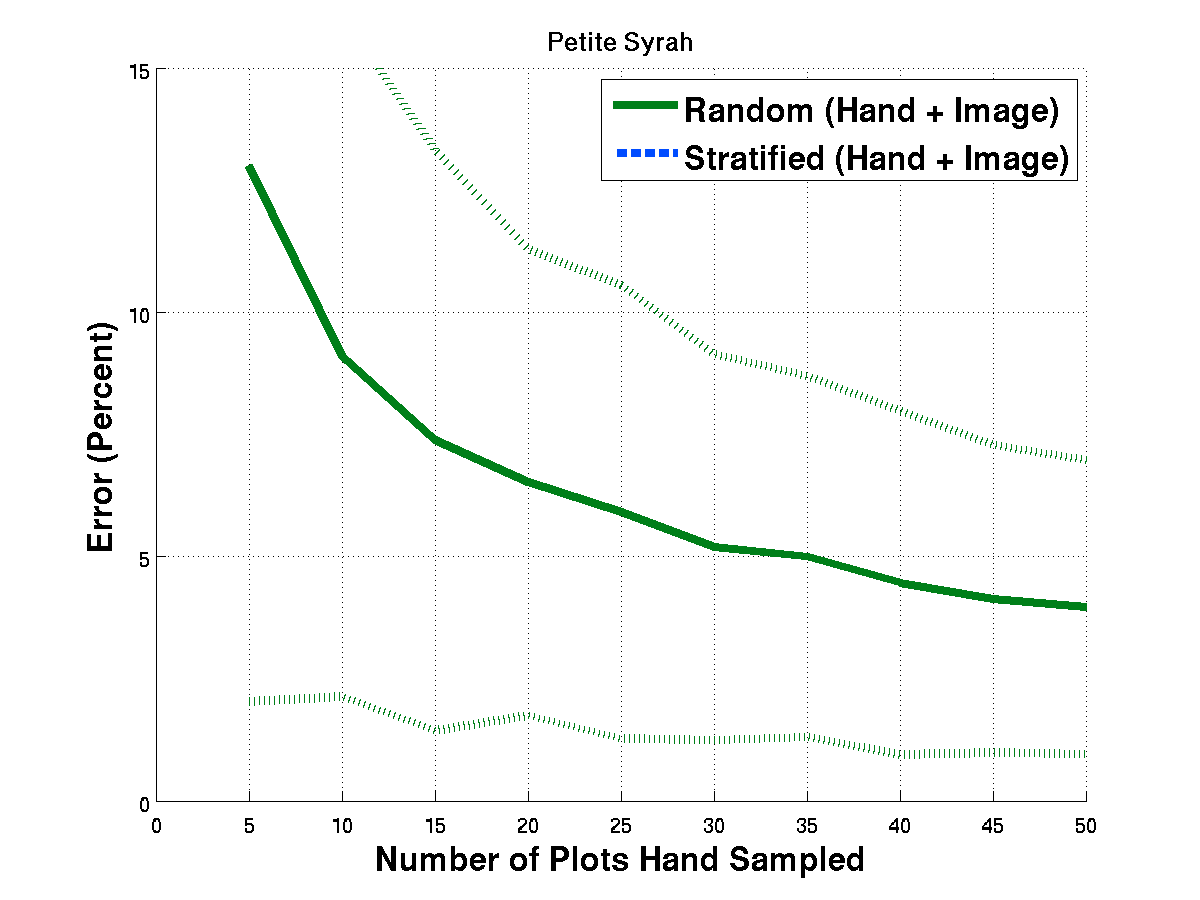 Petite Syrah
Random (Hand + Image)
Stratified (Hand + Image)
Error (Percent)
15
10
5
0
0 5 10 15 20 25 30 35 40 45 50
Number of Plots Hand Sampled